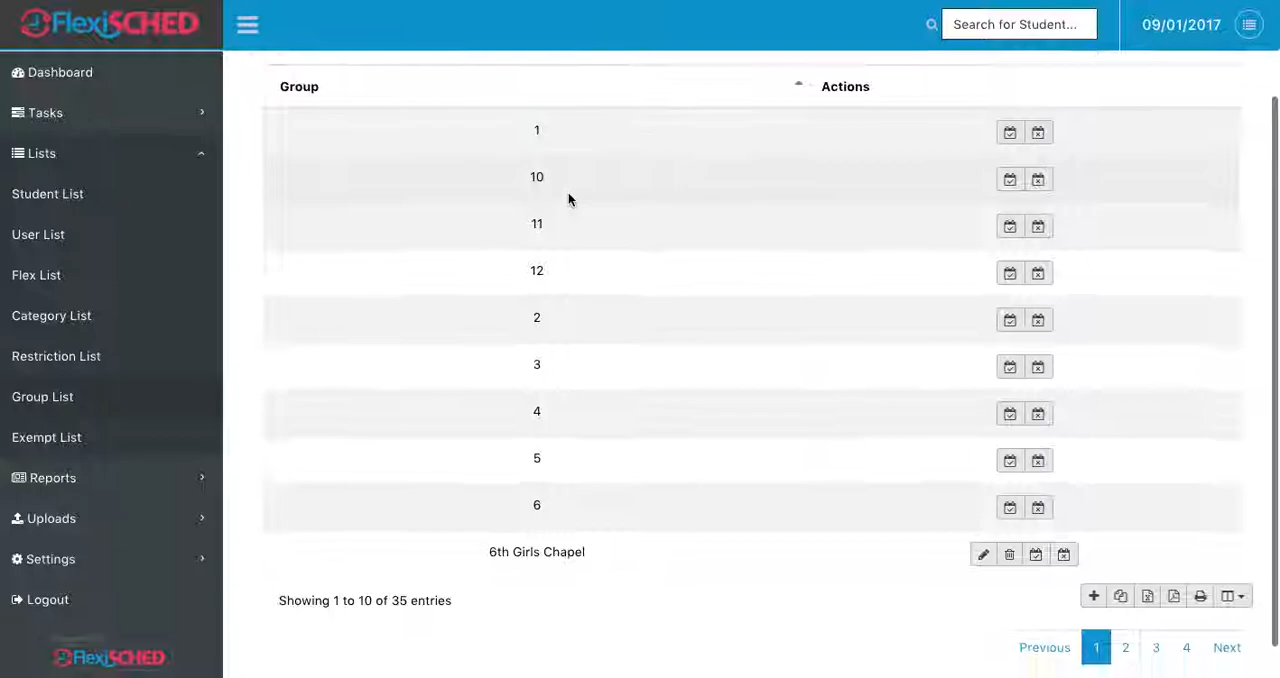 FlexiSCHED
Search for Student...
09/01/2017
Dashboard
Tasks
Lists
Student List
User List
Flex List
Category List
Restriction List
Group List
Exempt List
Reports
Uploads
Settings
Logout
FlexiSCHED
Group
Actions
1
10
11
12
2
3
4
5
6
6th Girls Chapel
Showing 1 to 10 of 35 entries
Previous 1 2 3 4 Next